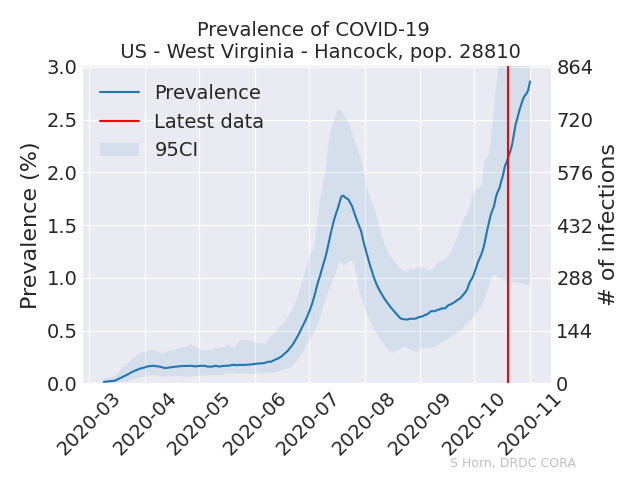 Prevalence of COVID-19
US - West Virginia - Hancock, pop. 28810
Prevalence
Latest data
95CI
Prevalence (%)
3.0
2.5
2.0
1.5
1.0
0.5
0.0
864
720
576
432
288
144
0
# of infections
2020-03
2020-04
2020-05
2020-06
2020-07
2020-08
2020-09
2020-10
2020-11
S Horn, DRDC CORA